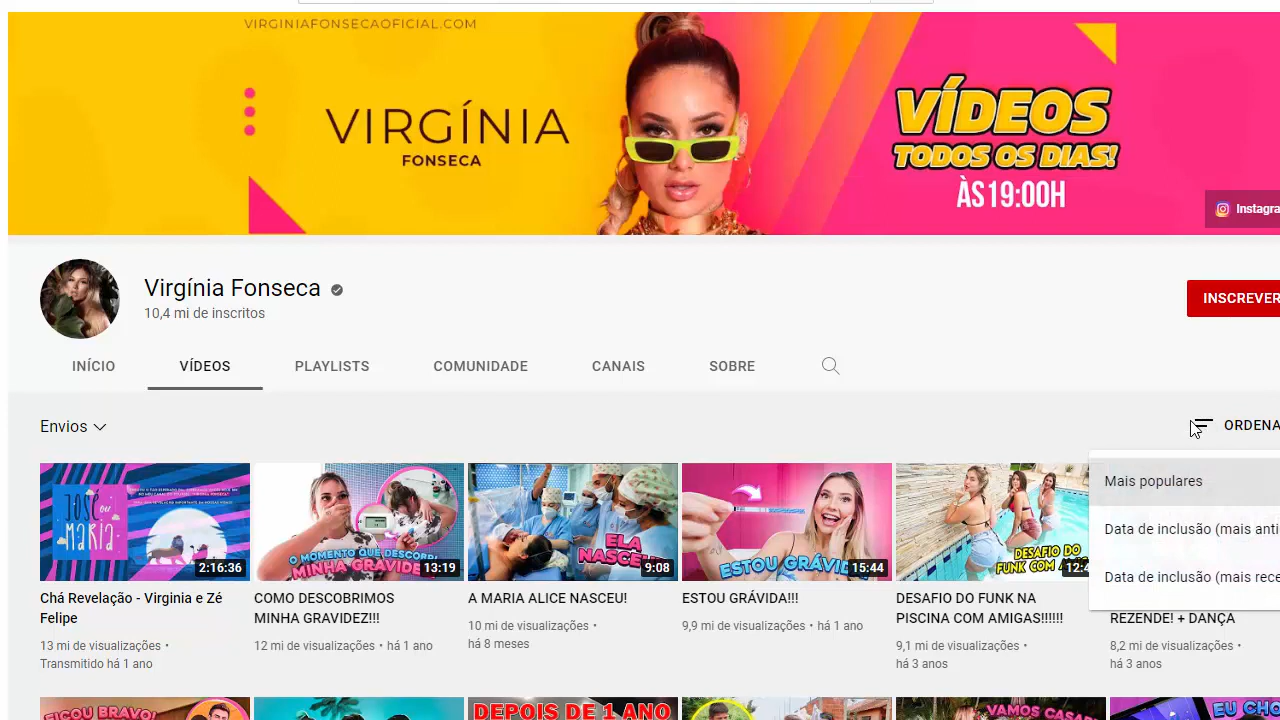 VIRGINIAFONSECAOFICIAL.COM
VIRGÍNIA
FONSECA
VÍDEOS
TODOS OS DIAS!
ÀS 19:00H
Instagra
Virgínia Fonseca
10,4 mi de inscritos
INSCREVER
INÍCIO
VÍDEOS
PLAYLISTS
COMUNIDADE
CANAIS
SOBRE
Envios
ORDENA
Mais populares
Data de inclusão (mais anti
Data de inclusão (mais rece
JOSÉ OU
MARIA
2:16:36
O MOMENTO QUE DESCOBRI
MINHA GRAVIDEZ
13:19
ELA
NASCEU
9:08
ESTOU GRÁVIDA
15:44
DESAFIO DO
FUNK COM A
12:4
Chá Revelação - Virginia e Zé
Felipe
13 mi de visualizações •
Transmitido há 1 ano
COMO DESCOBRIMOS
MINHA GRAVIDEZ!!!
12 mi de visualizações • há 1 ano
A MARIA ALICE NASCEU!
10 mi de visualizações •
há 8 meses
ESTOU GRÁVIDA!!!
9,9 mi de visualizações • há 1 ano
DESAFIO DO FUNK NA
PISCINA COM AMIGAS!!!!!!
9,1 mi de visualizações •
há 3 anos
REZENDE! + DANÇA
8,2 mi de visualizações •
há 3 anos
FICOU BRAVO!
DEPOIS DE 1 ANO
VAMOS CASAR
EU CHO